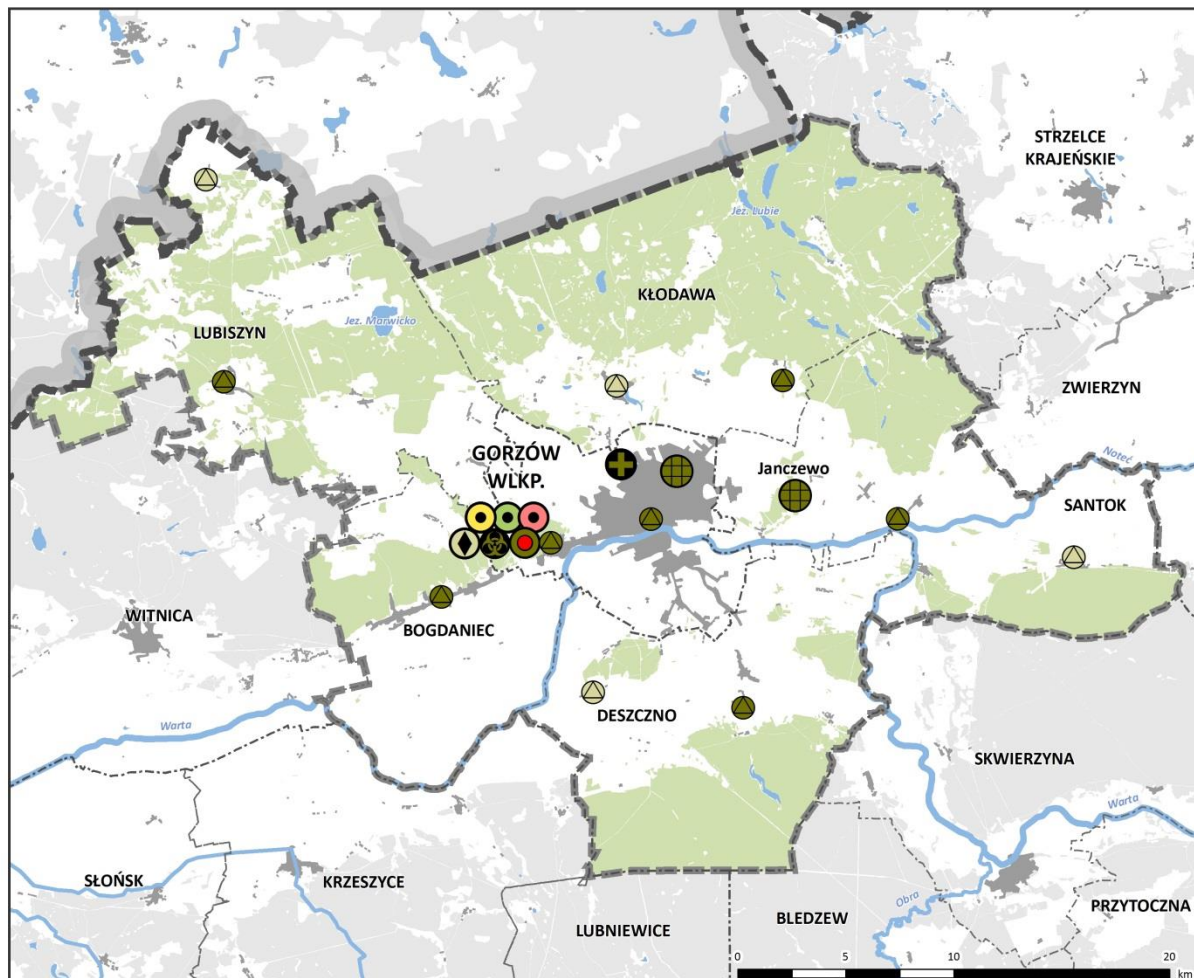 STRZELCE
KRAJEŃSKIE
Jez. Lubie
KŁODAWA
Jez. Marwicko
LUBISZYN
ZWIERZYN
GORZÓW
WLKP.
Janczewo
Noteć
SANTOK
WITNICA
BOGDANIEC
DESZCZNO
Warta
SKWIERZYNA
Warta
SŁOŃSK
KRZESZYCE
Obra
PRZYTOCZNA
LUBNIEWICE
BLEDZEW
0 5 10 20
km